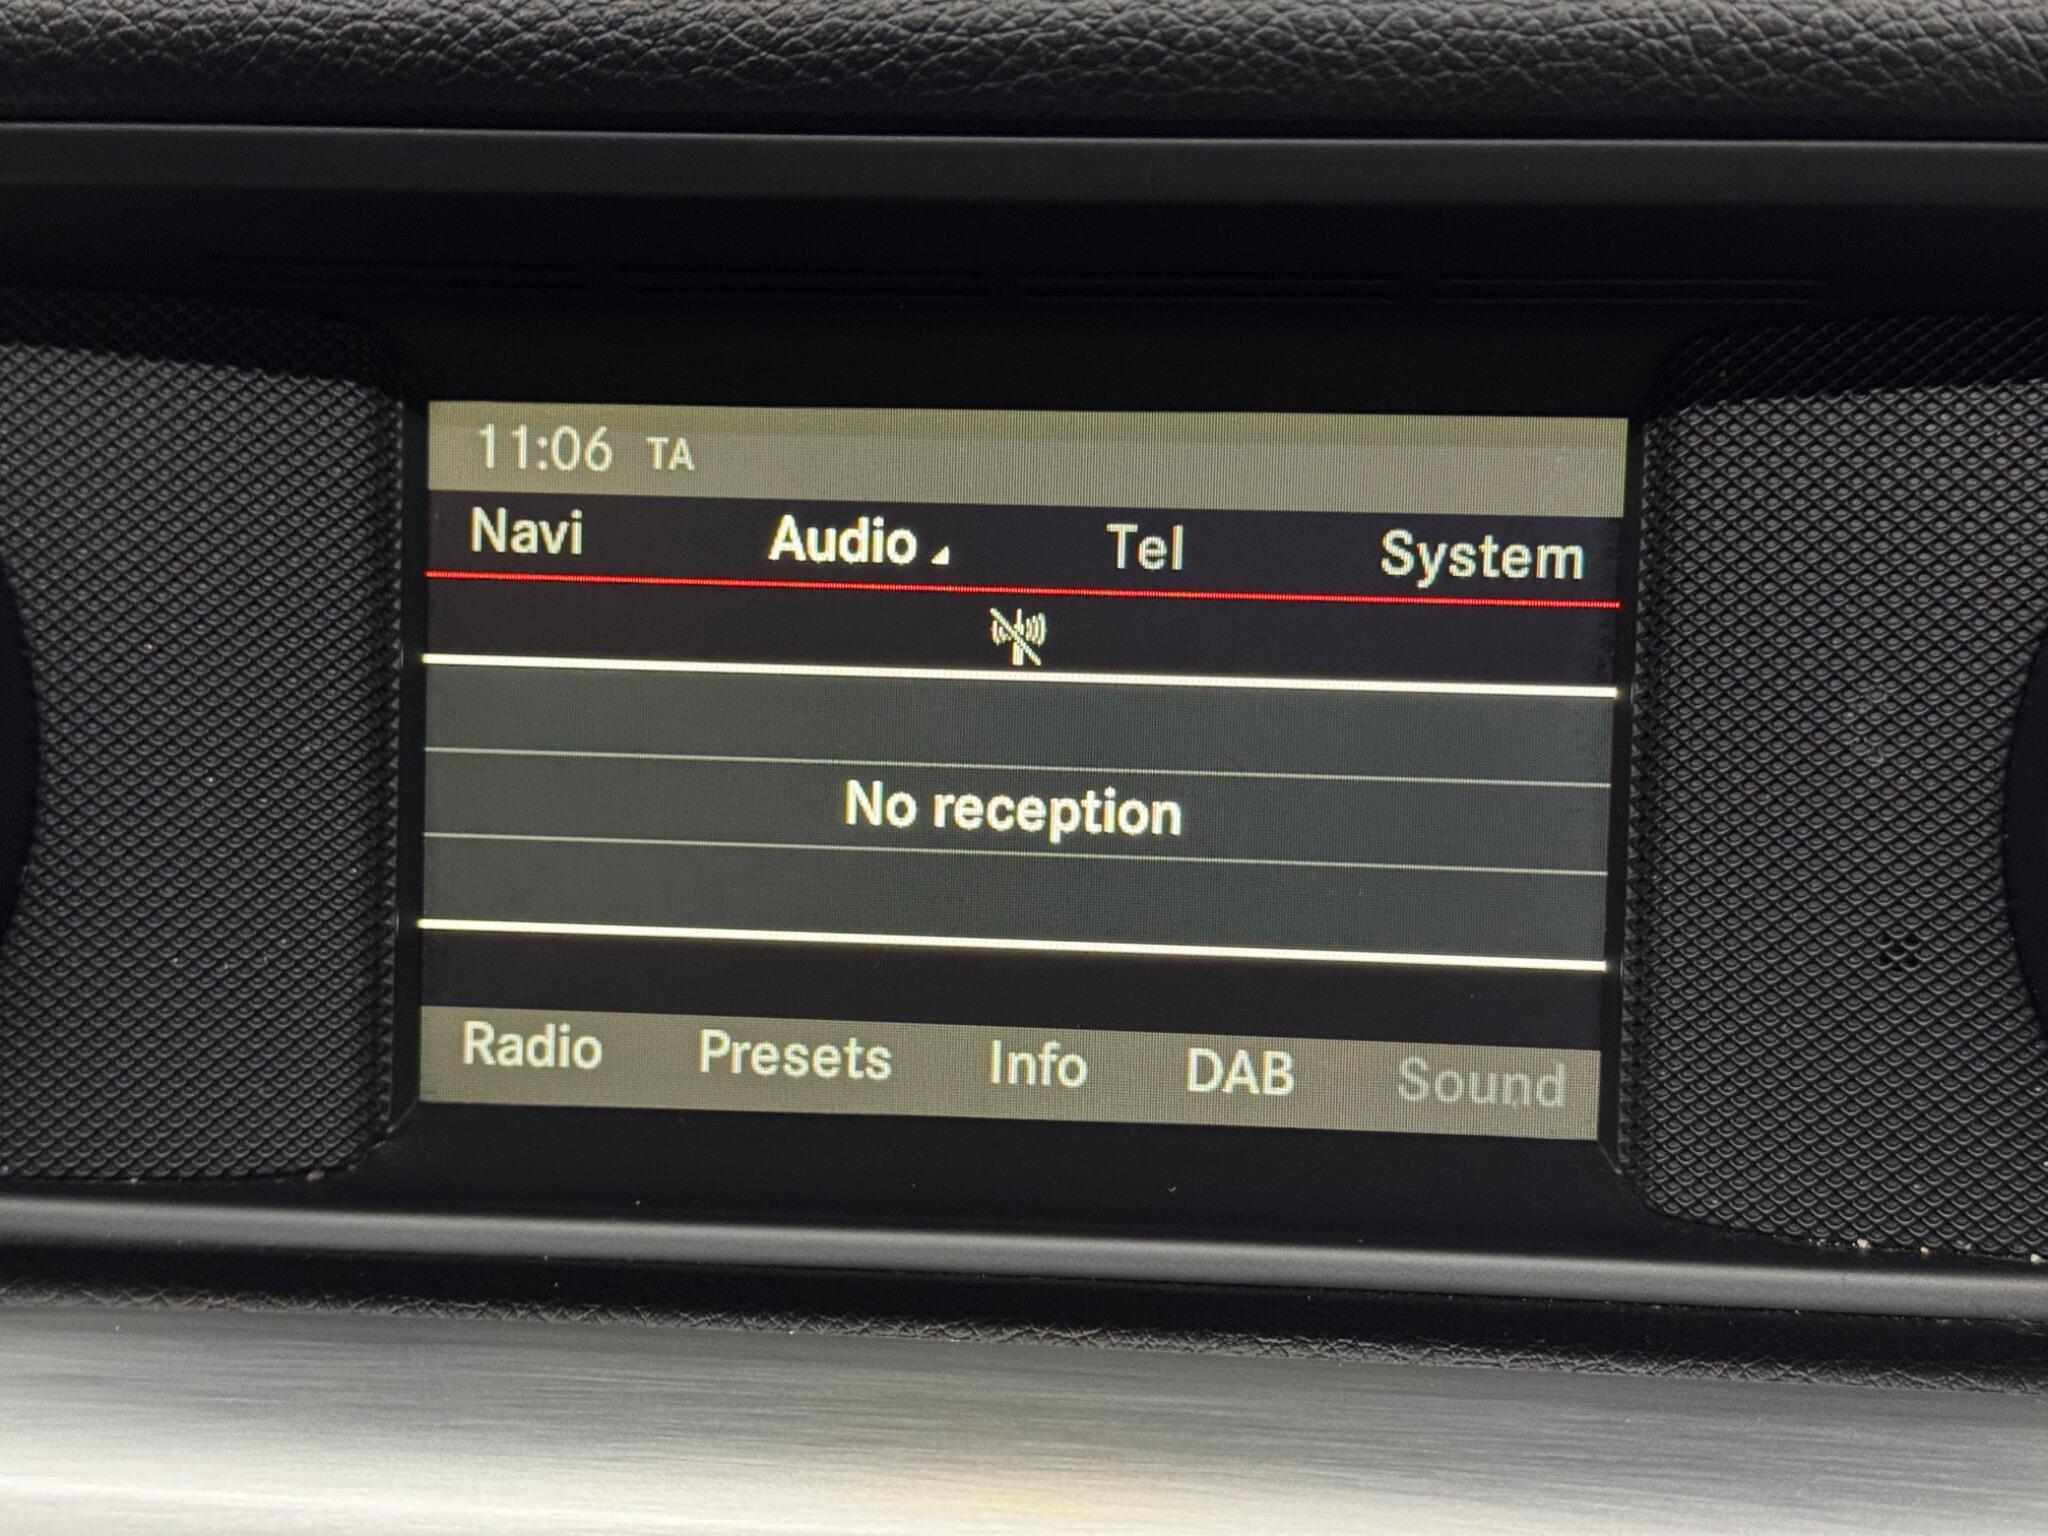 11:06 TA
Navi Audio Tel System
No reception
Radio Presets Info DAB Sound